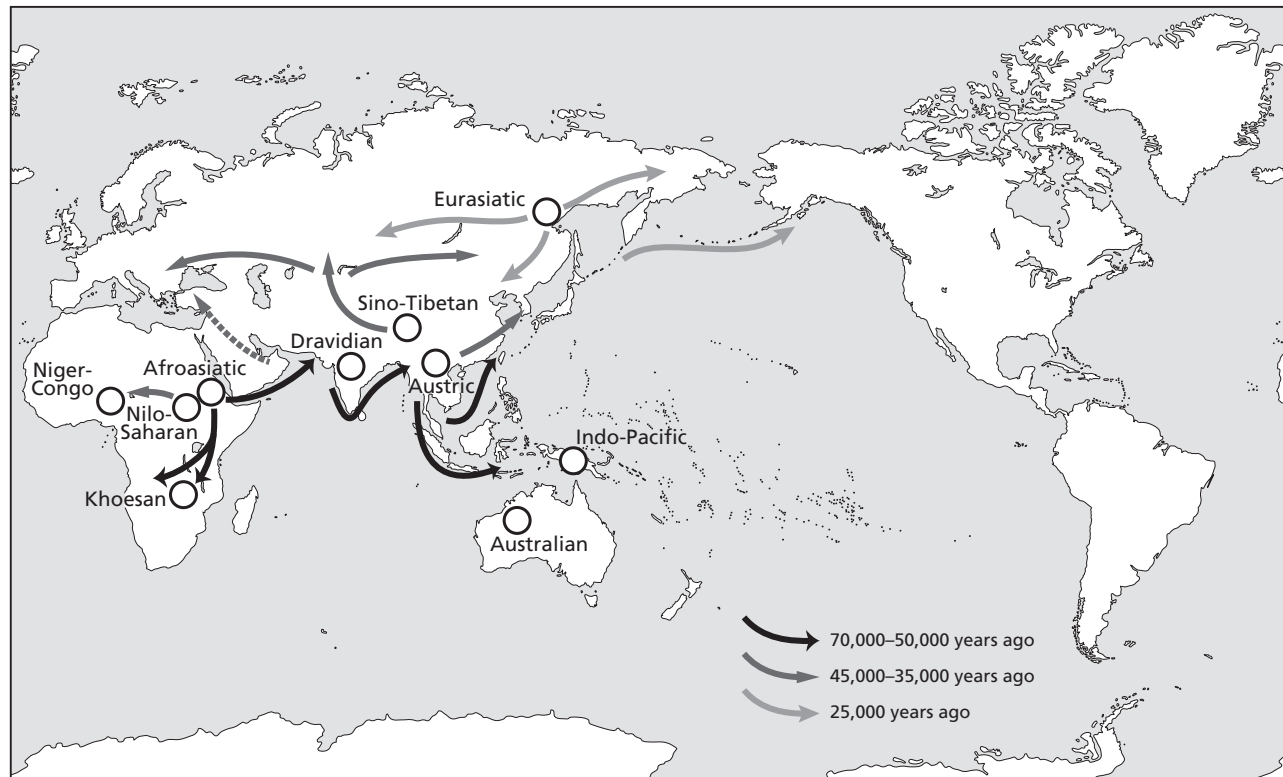 Eurasiatic
Sino-Tibetan
Dravidian
Niger-
Congo
Afroasiatic
Austric
Nilo-
Saharan
Indo-Pacific
Khoesan
Australian
70,000–50,000 years ago
45,000–35,000 years ago
25,000 years ago